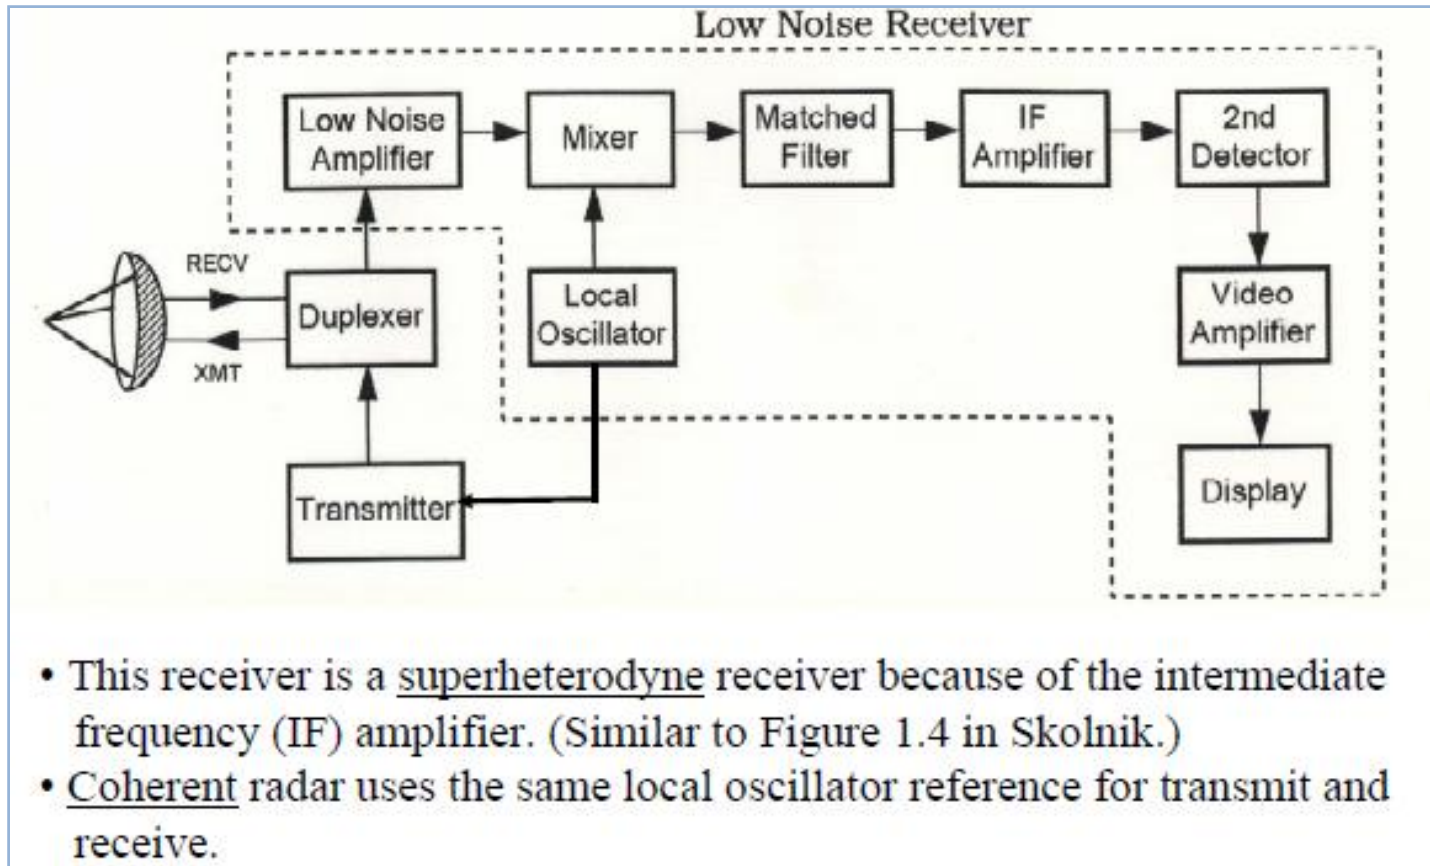 Low Noise Receiver
Low Noise
Amplifier
Mixer
Matched
Filter
IF
Amplifier
2nd
Detector
RECV
Duplexer
XMT
Local
Oscillator
Video
Amplifier
Transmitter
Display
• This receiver is a superheterodyne receiver because of the intermediate
frequency (IF) amplifier. (Similar to Figure 1.4 in Skolnik.)
• Coherent radar uses the same local oscillator reference for transmit and
receive.